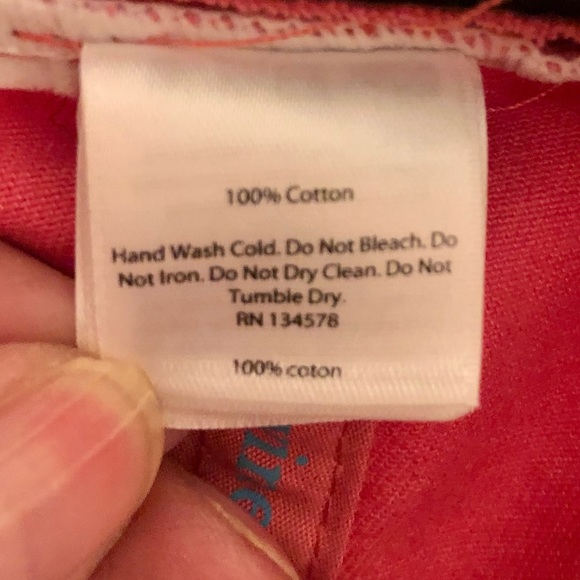 100% Cotton
Hand Wash Cold. Do Not Bleach. Do
Not Iron. Do Not Dry Clean. Do Not
Tumble Dry.
RN 134578
100% coton